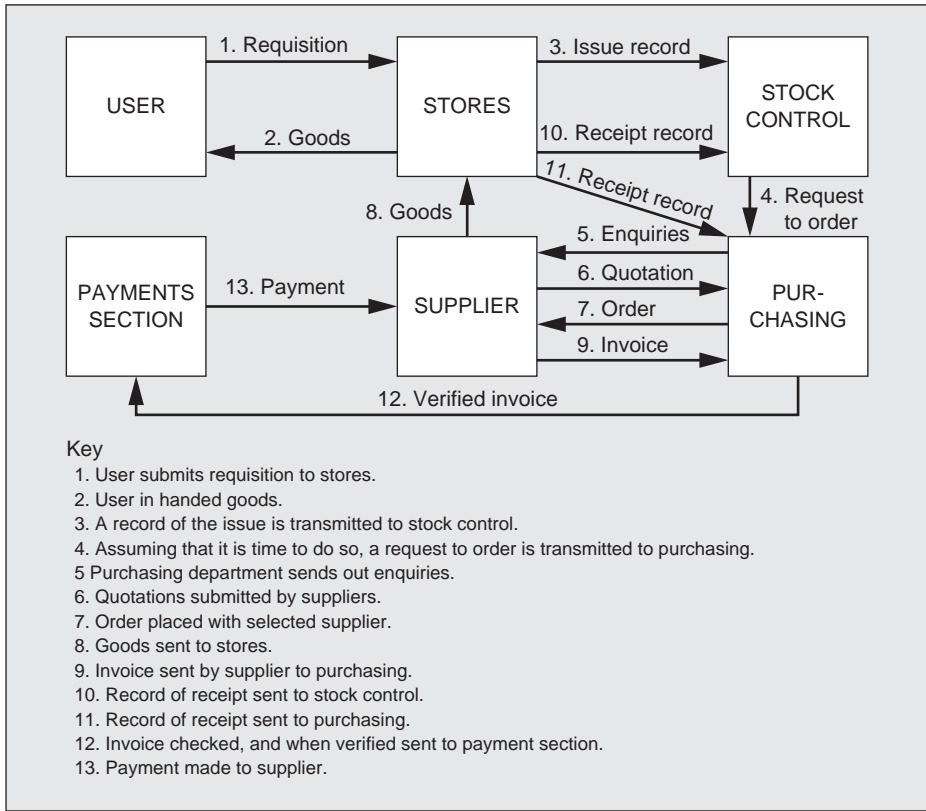 1. Requisition
3. Issue record
USER
STORES
STOCK
CONTROL
2. Goods
10. Receipt record
11. Receipt record
4. Request
to order
8. Goods
5. Enquiries
6. Quotation
PAYMENTS
SECTION
13. Payment
SUPPLIER
PUR-
CHASING
7. Order
9. Invoice
12. Verified invoice
Key
1. User submits requisition to stores.
2. User in handed goods.
3. A record of the issue is transmitted to stock control.
4. Assuming that it is time to do so, a request to order is transmitted to purchasing.
5 Purchasing department sends out enquiries.
6. Quotations submitted by suppliers.
7. Order placed with selected supplier.
8. Goods sent to stores.
9. Invoice sent by supplier to purchasing.
10. Record of receipt sent to stock control.
11. Record of receipt sent to purchasing.
12. Invoice checked, and when verified sent to payment section.
13. Payment made to supplier.